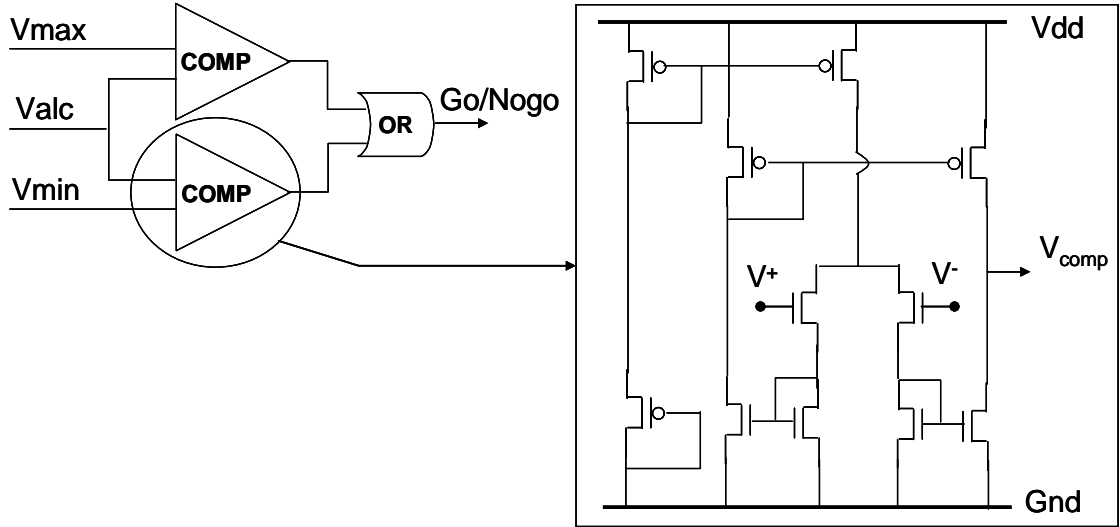 Vmax
COMP
Valc
OR
Go/Nogo
Vmin
COMP
Vdd
V+
V-
Vcomp
Gnd